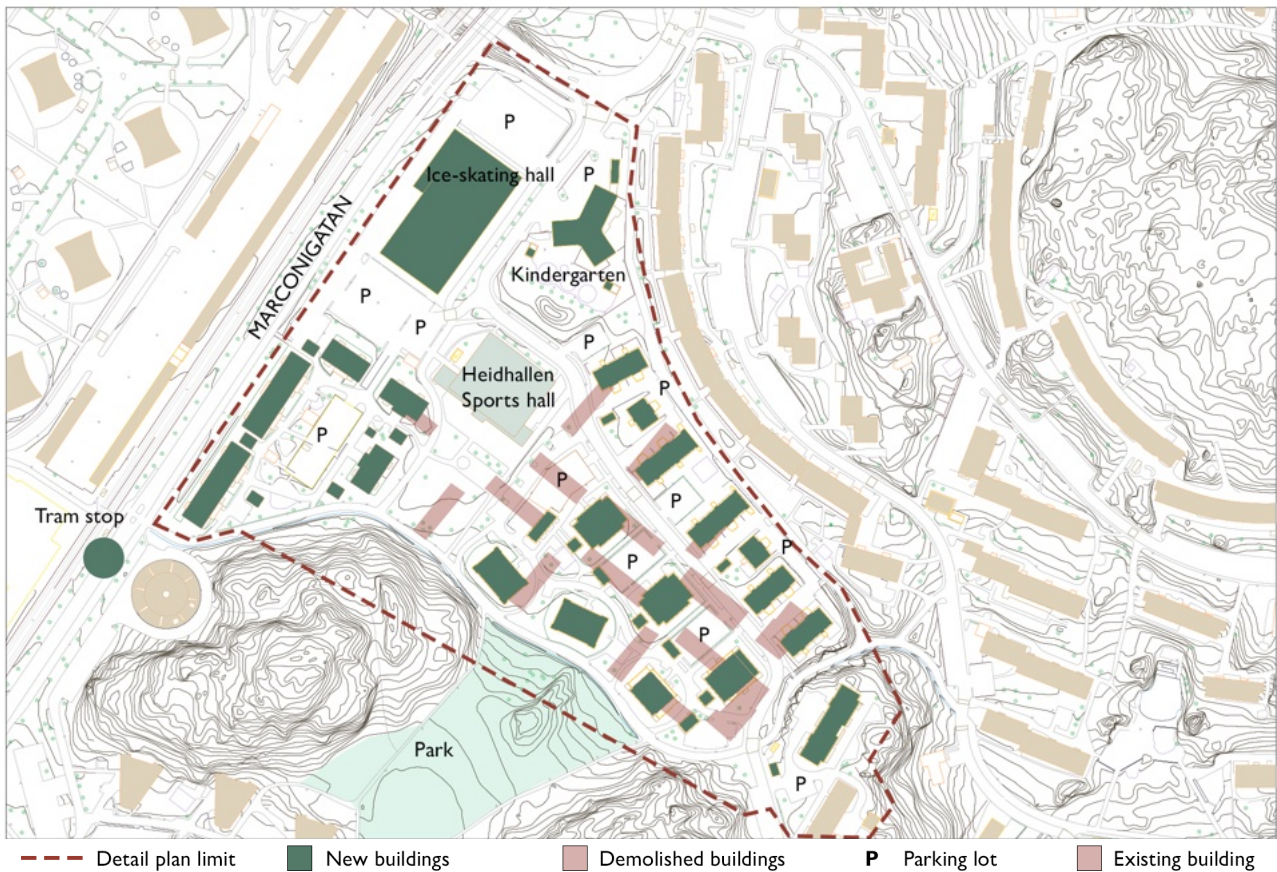 P
Ice-skating hall
P
MARCONIGATAN
Kindergarten
P
P
P
Heidhallen
Sports hall
P
P
P
P
Tram stop
P
P
P
P
Park
P
Detail plan limit
New buildings
Demolished buildings
P Parking lot
Existing building